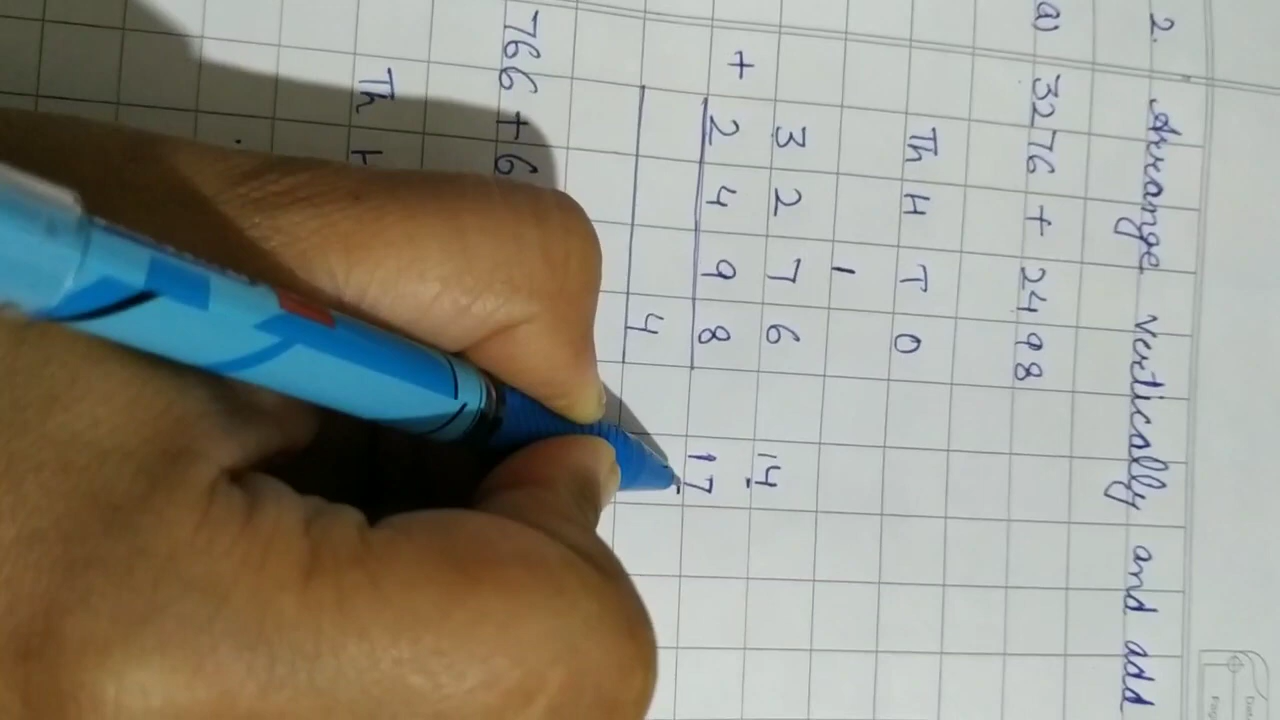 2. Arrange vertically and add
a) 3276 + 2498
Th H T O
1
3 2 7 6
+ 2 4 9 8
4
14
17
766 + 6
Th H